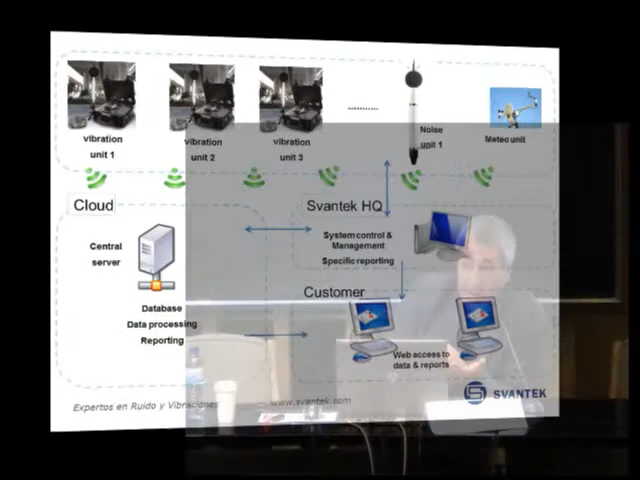 vibration
unit 1
vibration
unit 2
vibration
unit 3
Noise
unit 1
Meteo unit
Cloud
Svantek HQ
Central
server
System control &
Management
Specific reporting
Customer
Database
Data processing
Reporting
Web access to
data & reports
Expertos en Ruido y Vibraciones
www.svantek.com
SVANTEK